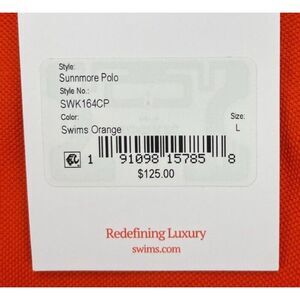 Style:
Sunnmore Polo
Style No.:
SWK164CP
Color: Size:
Swims Orange L
1 91098 15785 8
$125.00
Redefining Luxury
swims.com